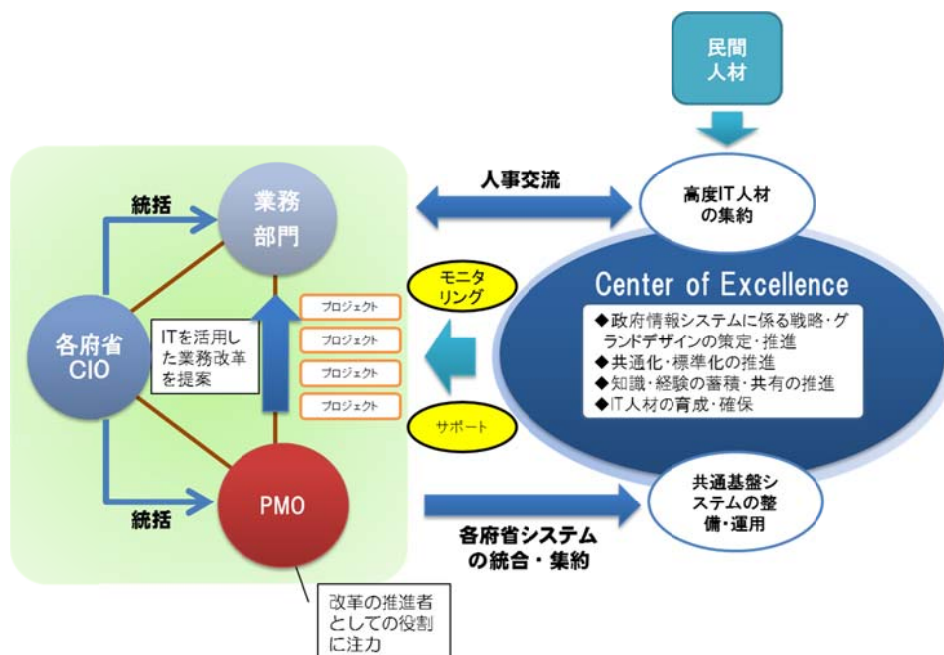 民間
人材
人事交流
高度IT人材
の集約
統括
業務
部門
モニタ
リング
Center of Excellence
◆政府情報システムに係る戦略・グ
ランドデザインの策定・推進
◆共通化・標準化の推進
◆知識・経験の蓄積・共有の推進
◆IT人材の育成・確保
各府省
CIO
ITを活用し
た業務改革
を提案
プロジェクト
プロジェクト
プロジェクト
プロジェクト
サポート
統括
PMO
各府省システム
の統合・集約
共通基盤シ
ステムの整
備・運用
改革の推進者
としての役割
に注力